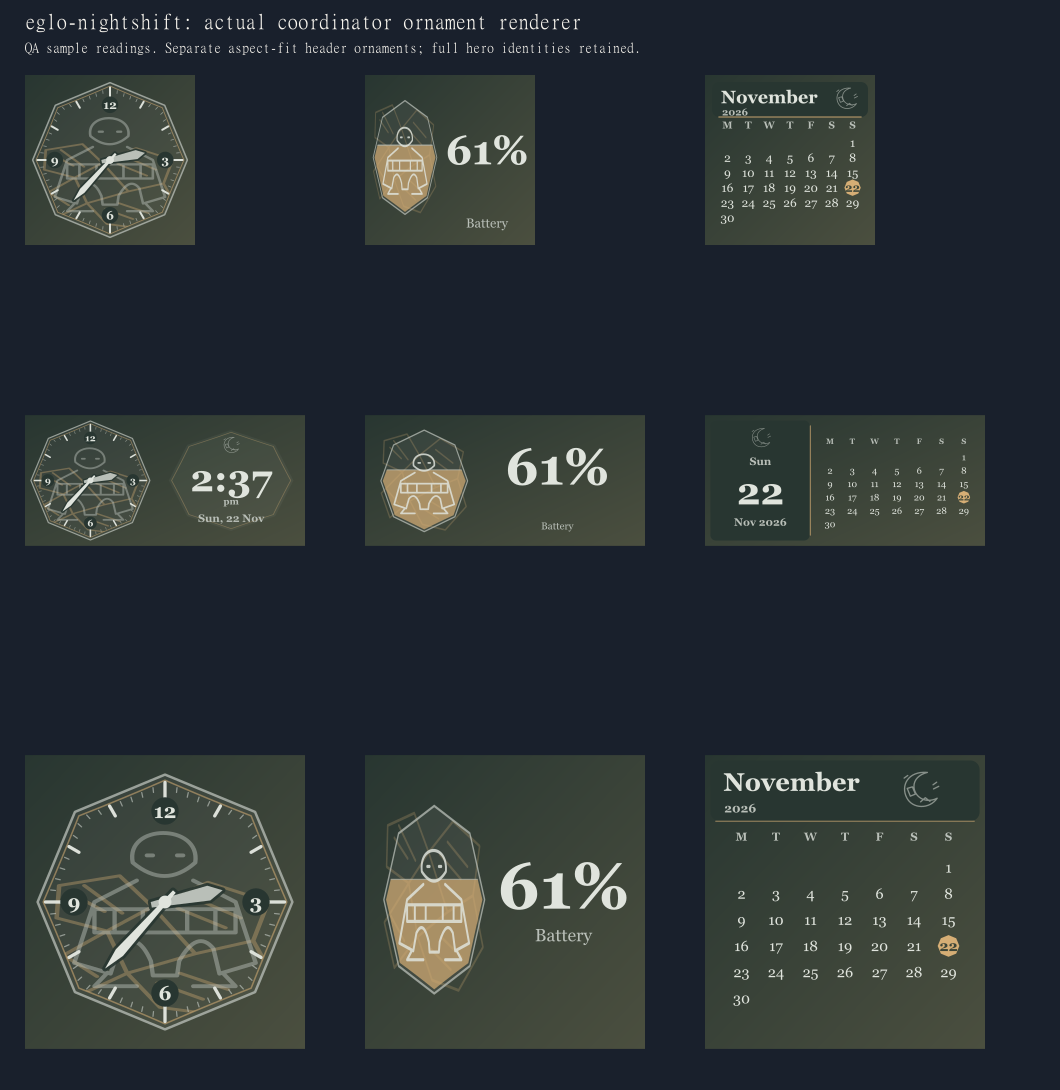 eglo-nightshift: actual coordinator ornament renderer
QA sample readings. Separate aspect-fit header ornaments; full hero identities retained.
12
9
3
6
61%
Battery
November
2026
M T W T F S S
1
2 3 4 5 6 7 8
9 10 11 12 13 14 15
16 17 18 19 20 21 22
23 24 25 26 27 28 29
30
12
9
3
6
2:37
pm
Sun, 22 Nov
61%
Battery
Sun
22
Nov 2026
M T W T F S S
1
2 3 4 5 6 7 8
9 10 11 12 13 14 15
16 17 18 19 20 21 22
23 24 25 26 27 28 29
30
12
9
3
6
61%
Battery
November
2026
M T W T F S S
1
2 3 4 5 6 7 8
9 10 11 12 13 14 15
16 17 18 19 20 21 22
23 24 25 26 27 28 29
30